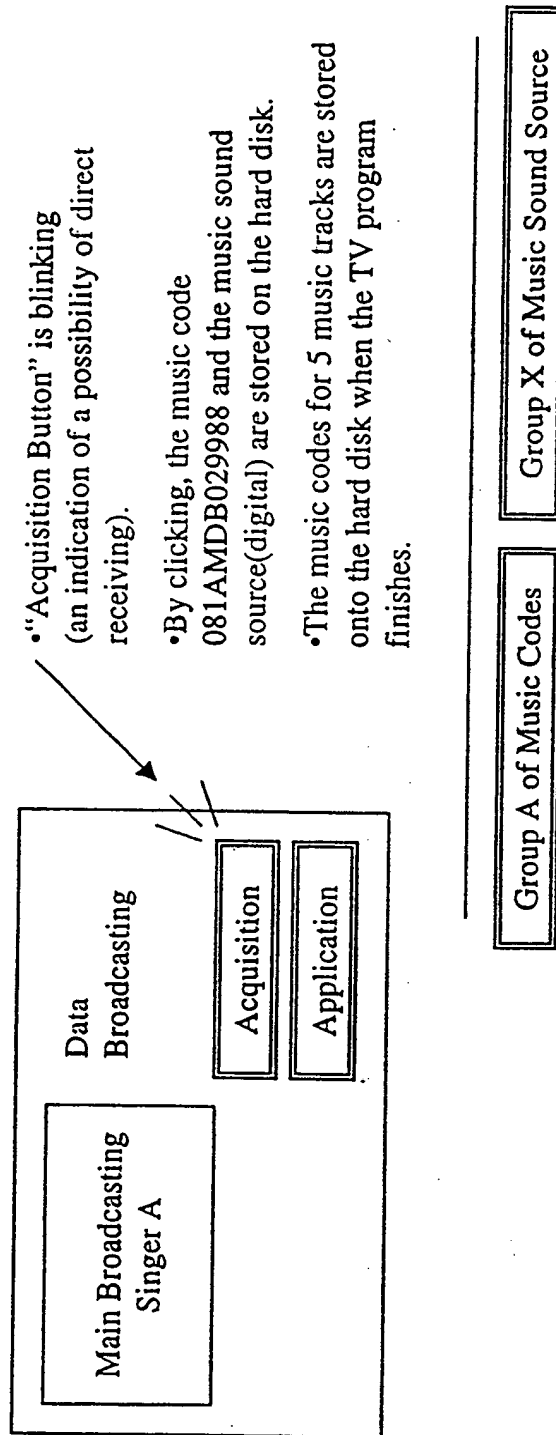 Main Broadcasting
Singer A
Data
Broadcasting
Acquisition
Application
•“Acquisition Button” is blinking
(an indication of a possibility of direct
receiving).
•By clicking, the music code
081AMDB029988 and the music sound
source(digital) are stored on the hard disk.
•The music codes for 5 music tracks are stored
onto the hard disk when the TV program
finishes.
Group A of Music Codes
Group X of Music Sound Source